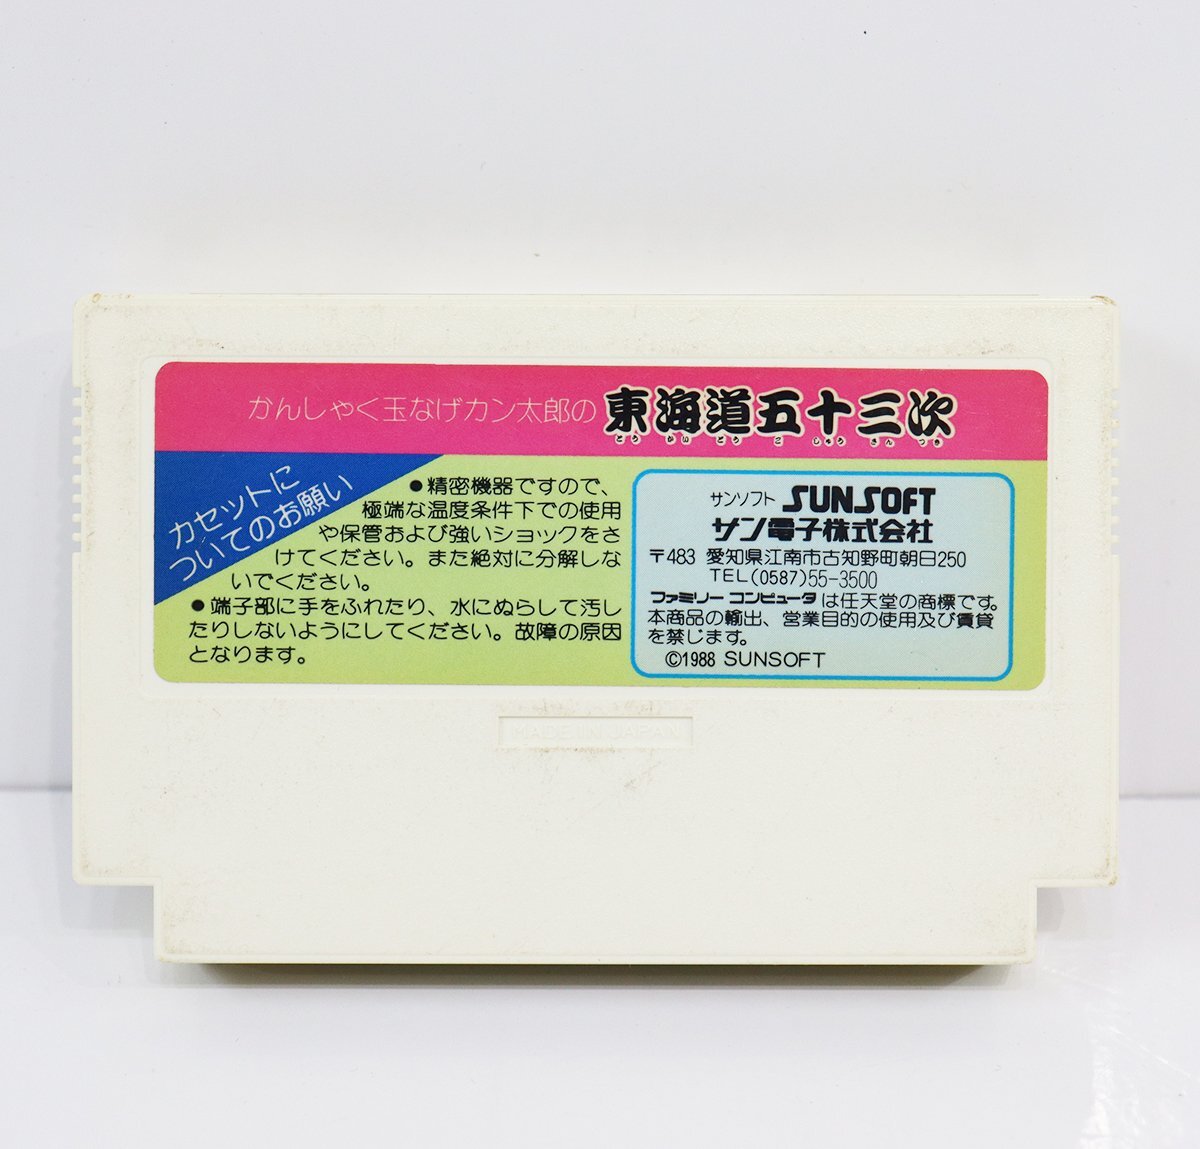 かんしゃく玉なげカン太郎の 東海道五十三次
とう かい どう ご じゅう さん つぎ
カセットに
ついてのお願い
●精密機器ですので、
極端な温度条件下での使用
や保管および強いショックをさ
けてください。また絶対に分解しな
いでください。
●端子部に手をふれたり、水にぬらして汚し
たりしないようにしてください。故障の原因
となります。
サンソフト SUNSOFT
サン電子株式会社
〒483 愛知県江南市古知野町朝日250
TEL(0587)55-3500
ファミリー コンピュータは任天堂の商標です。
本商品の輸出、営業目的の使用及び賃貸
を禁じます。
©1988 SUNSOFT
MADE IN JAPAN